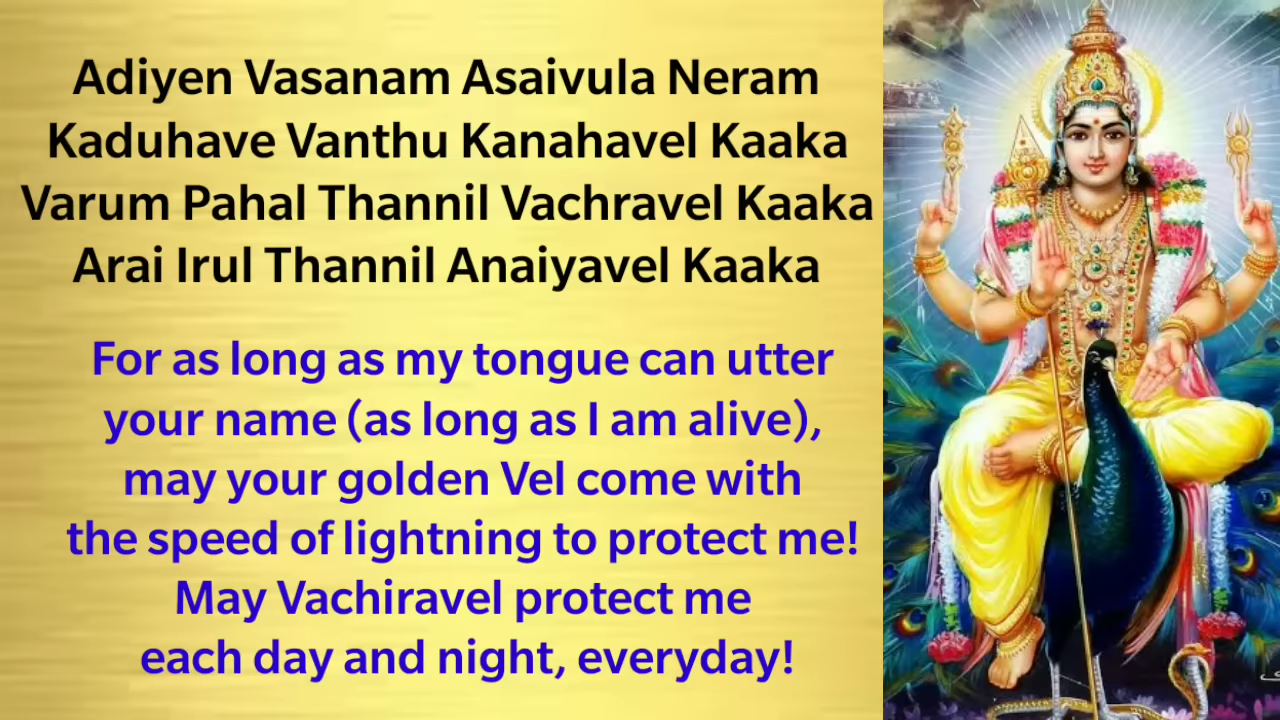 Adiyen Vasanam Asaivula Neram
Kaduhave Vanthu Kanahavel Kaaka
Varum Pahal Thannil Vachravel Kaaka
Arai Irul Thannil Anaiyavel Kaaka
For as long as my tongue can utter
your name (as long as I am alive),
may your golden Vel come with
the speed of lightning to protect me!
May Vachiravel protect me
each day and night, everyday!